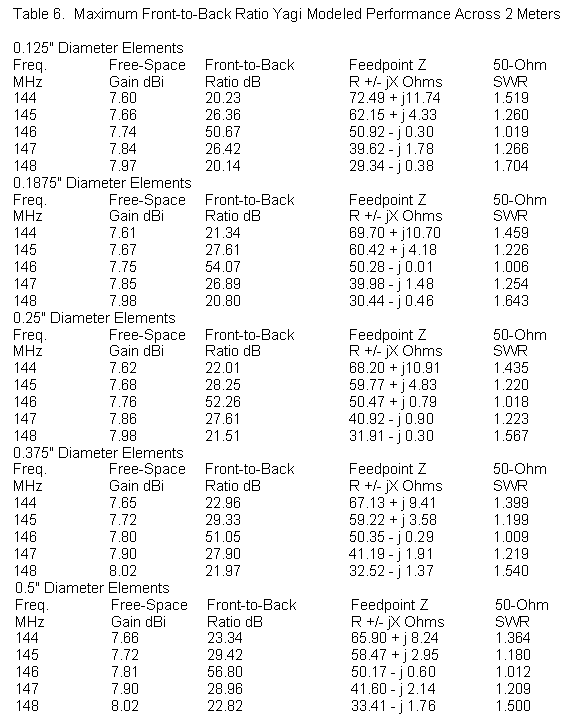 Table 6.  Maximum Front-to-Back Ratio Yagi Modeled Performance Across 2 Meters
0.125" Diameter Elements
Freq. Free-Space Front-to-Back Feedpoint Z 50-Ohm
MHz Gain dBi Ratio dB R +/- jX Ohms SWR
144 7.60 20.23 72.49 + j11.74 1.519
145 7.66 26.36 62.15 + j 4.33 1.260
146 7.74 50.67 50.92 - j 0.30 1.019
147 7.84 26.42 39.62 - j 1.78 1.266
148 7.97 20.14 29.34 - j 0.38 1.704
0.1875" Diameter Elements
Freq. Free-Space Front-to-Back Feedpoint Z 50-Ohm
MHz Gain dBi Ratio dB R +/- jX Ohms SWR
144 7.61 21.34 69.70 + j10.70 1.459
145 7.67 27.61 60.42 + j 4.18 1.226
146 7.75 54.07 50.28 - j 0.01 1.006
147 7.85 26.89 39.98 - j 1.48 1.254
148 7.98 20.80 30.44 - j 0.46 1.643
0.25" Diameter Elements
Freq. Free-Space Front-to-Back Feedpoint Z 50-Ohm
MHz Gain dBi Ratio dB R +/- jX Ohms SWR
144 7.62 22.01 68.20 + j10.91 1.435
145 7.68 28.25 59.77 + j 4.83 1.220
146 7.76 52.26 50.47 + j 0.79 1.018
147 7.86 27.61 40.92 - j 0.90 1.223
148 7.98 21.51 31.91 - j 0.30 1.567
0.375" Diameter Elements
Freq. Free-Space Front-to-Back Feedpoint Z 50-Ohm
MHz Gain dBi Ratio dB R +/- jX Ohms SWR
144 7.65 22.96 67.13 + j 9.41 1.399
145 7.72 29.33 59.22 + j 3.58 1.199
146 7.80 51.05 50.35 - j 0.29 1.009
147 7.90 27.90 41.19 - j 1.91 1.219
148 8.02 21.97 32.52 - j 1.37 1.540
0.5" Diameter Elements
Freq. Free-Space Front-to-Back Feedpoint Z 50-Ohm
MHz Gain dBi Ratio dB R +/- jX Ohms SWR
144 7.66 23.34 65.90 + j 8.24 1.364
145 7.72 29.42 58.47 + j 2.95 1.180
146 7.81 56.80 50.17 - j 0.60 1.012
147 7.90 28.96 41.60 - j 2.14 1.209
148 8.02 22.82 33.41 - j 1.76 1.500